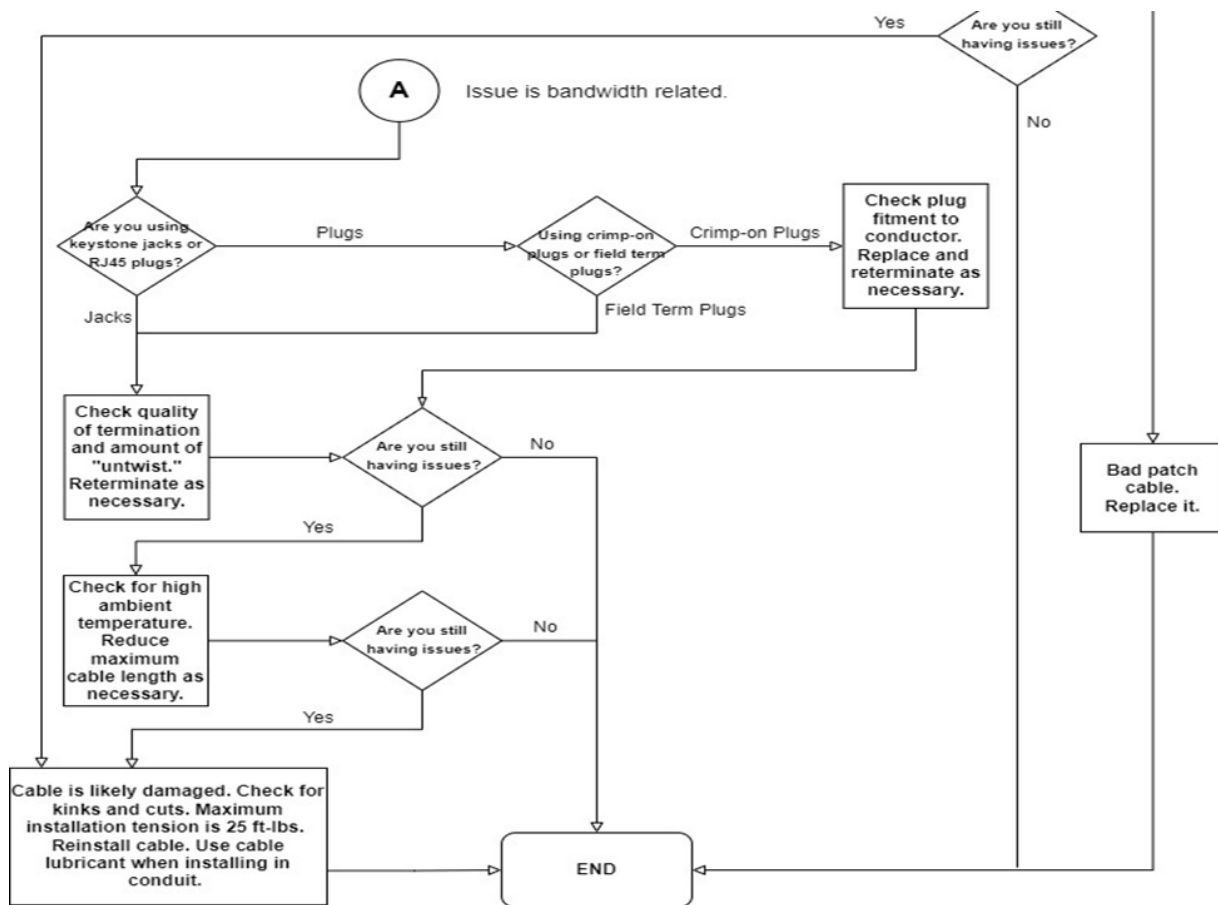 Yes
Are you still
having issues?
A
Issue is bandwidth related.
No
Are you using
keystone jacks or
RJ45 plugs?
Plugs
Using crimp-on
plugs or field term
plugs?
Crimp-on Plugs
Check plug
fitment to
conductor.
Replace and
reterminate as
necessary.
Jacks
Field Term Plugs
Check quality
of termination
and amount of
"untwist."
Reterminate as
necessary.
Are you still
having issues?
No
Bad patch
cable.
Replace it.
Yes
Check for high
ambient
temperature.
Reduce
maximum
cable length as
necessary.
Are you still
having issues?
No
Yes
Cable is likely damaged. Check for
kinks and cuts. Maximum
installation tension is 25 ft-lbs.
Reinstall cable. Use cable
lubricant when installing in
conduit.
END